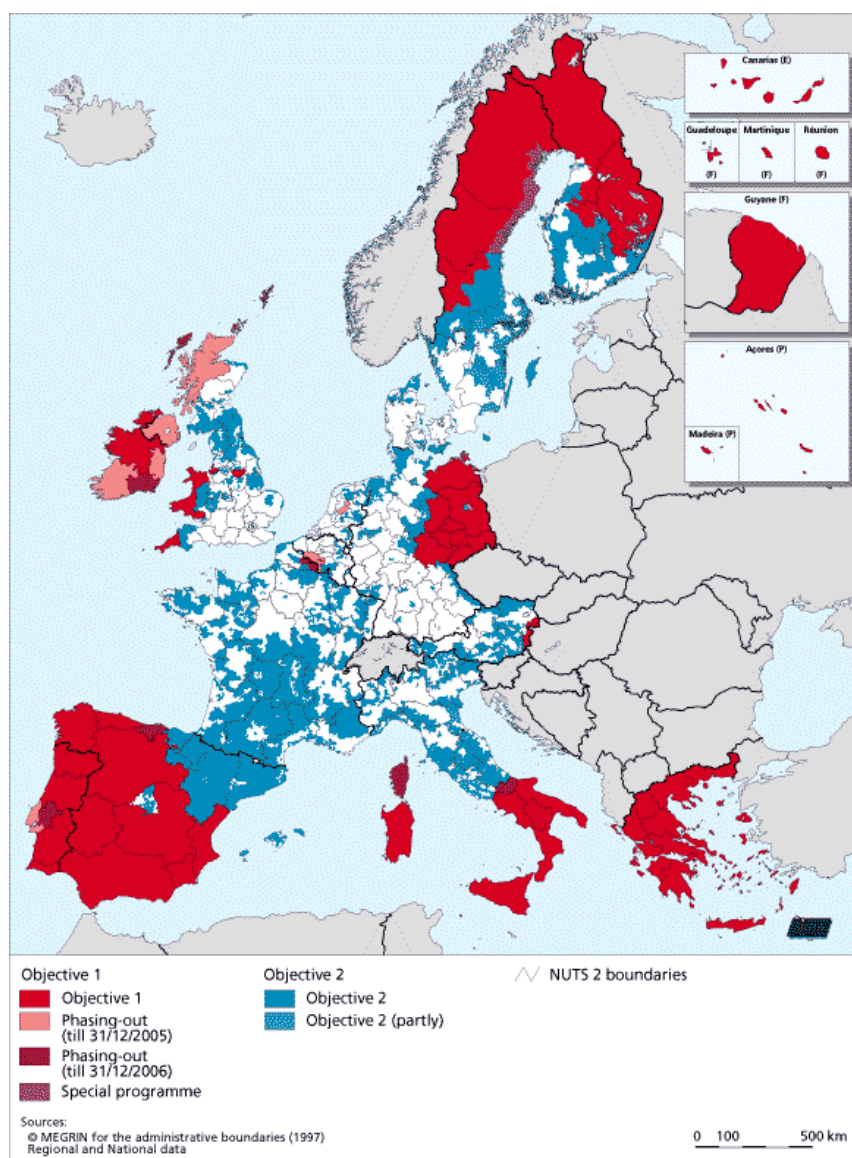 Canarias (E)
Guadeloupe
Martinique
Réunion
(F)
(F)
(F)
Guyane (F)
Açores (P)
Madeira (P)
Objective 1
Objective 1
Phasing-out
(till 31/12/2005)
Phasing-out
(till 31/12/2006)
Special programme
Objective 2
Objective 2
Objective 2 (partly)
NUTS 2 boundaries
Sources:
© MEGRIN for the administrative boundaries (1997)
Regional and National data
0 100 500 km